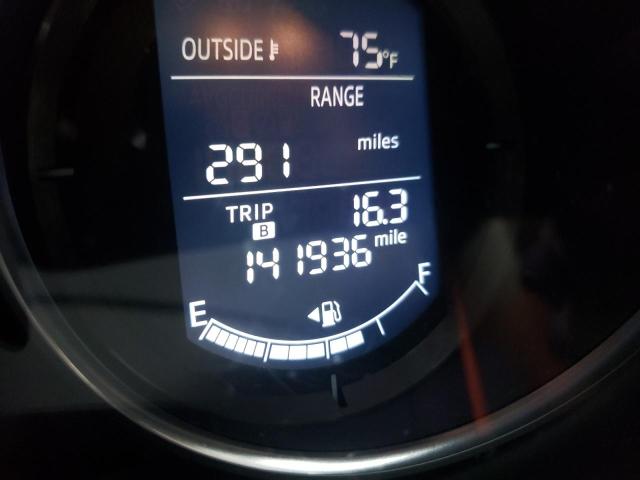 OUTSIDE 75°F
RANGE
291 miles
TRIP B 16.3
141936 mile
E F